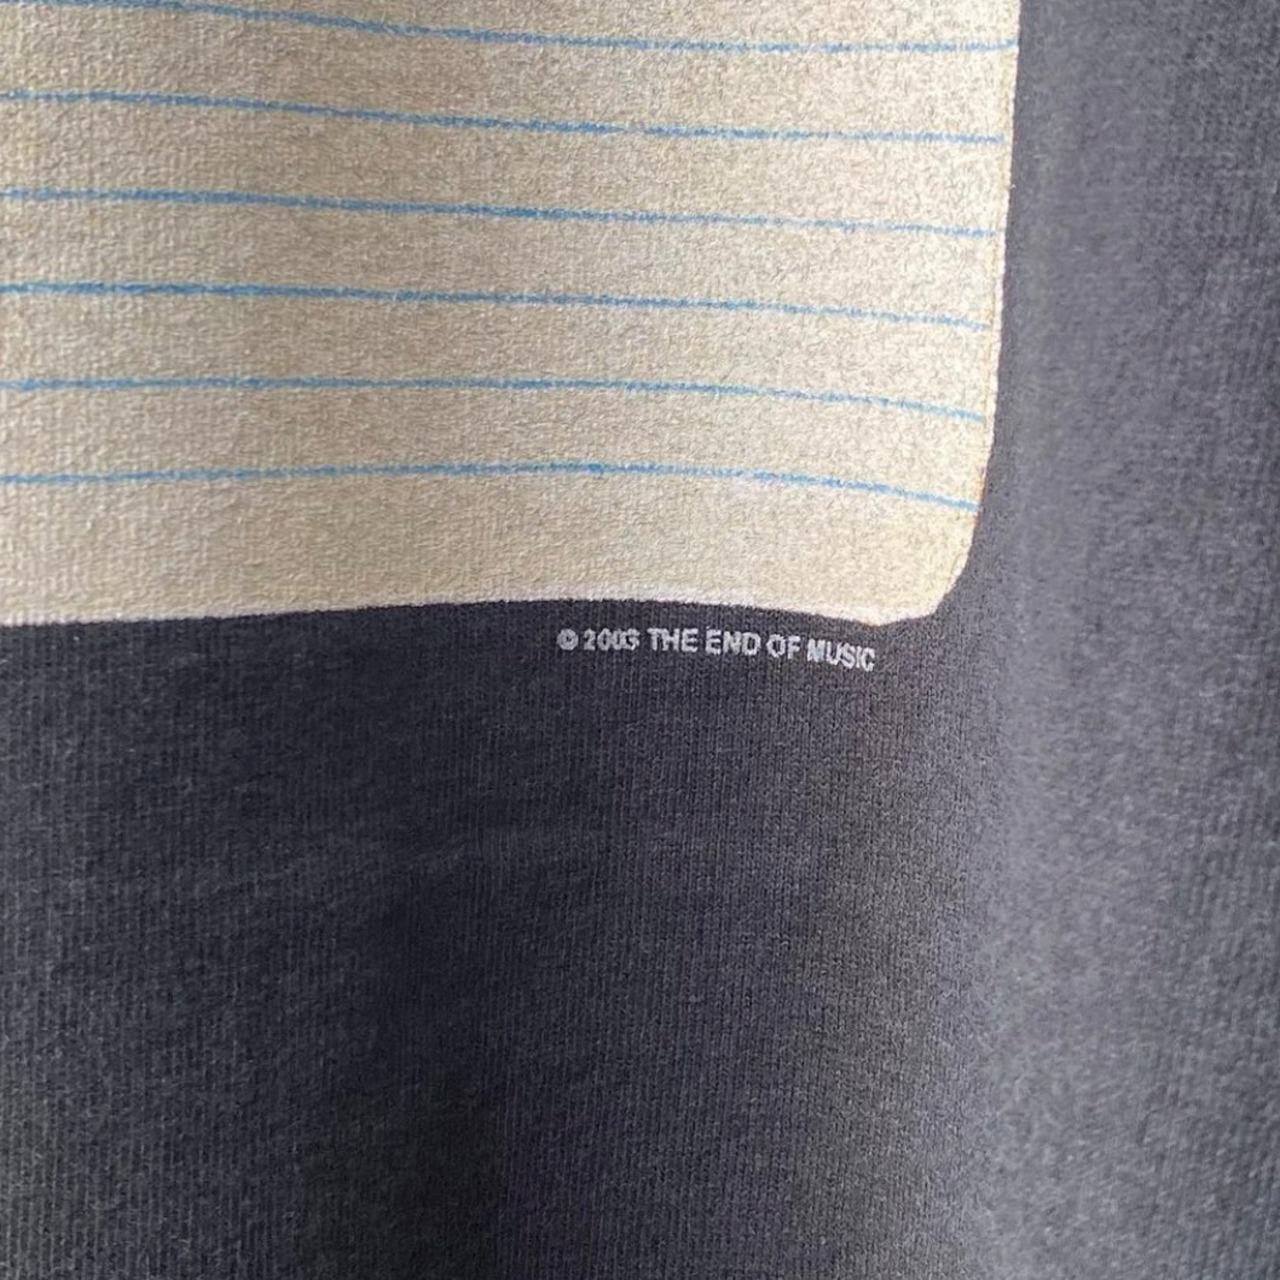 © 2003 THE END OF MUSIC